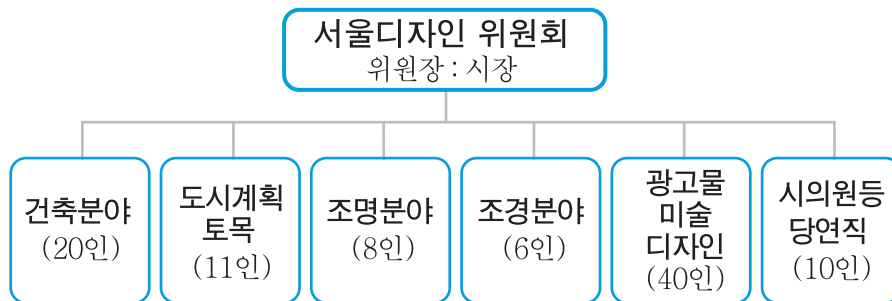 서울디자인 위원회
위원장 : 시장
건축분야
(20인)
도시계획
토목
(11인)
조명분야
(8인)
조경분야
(6인)
광고물
미술
디자인
(40인)
시의원등
당연직
(10인)